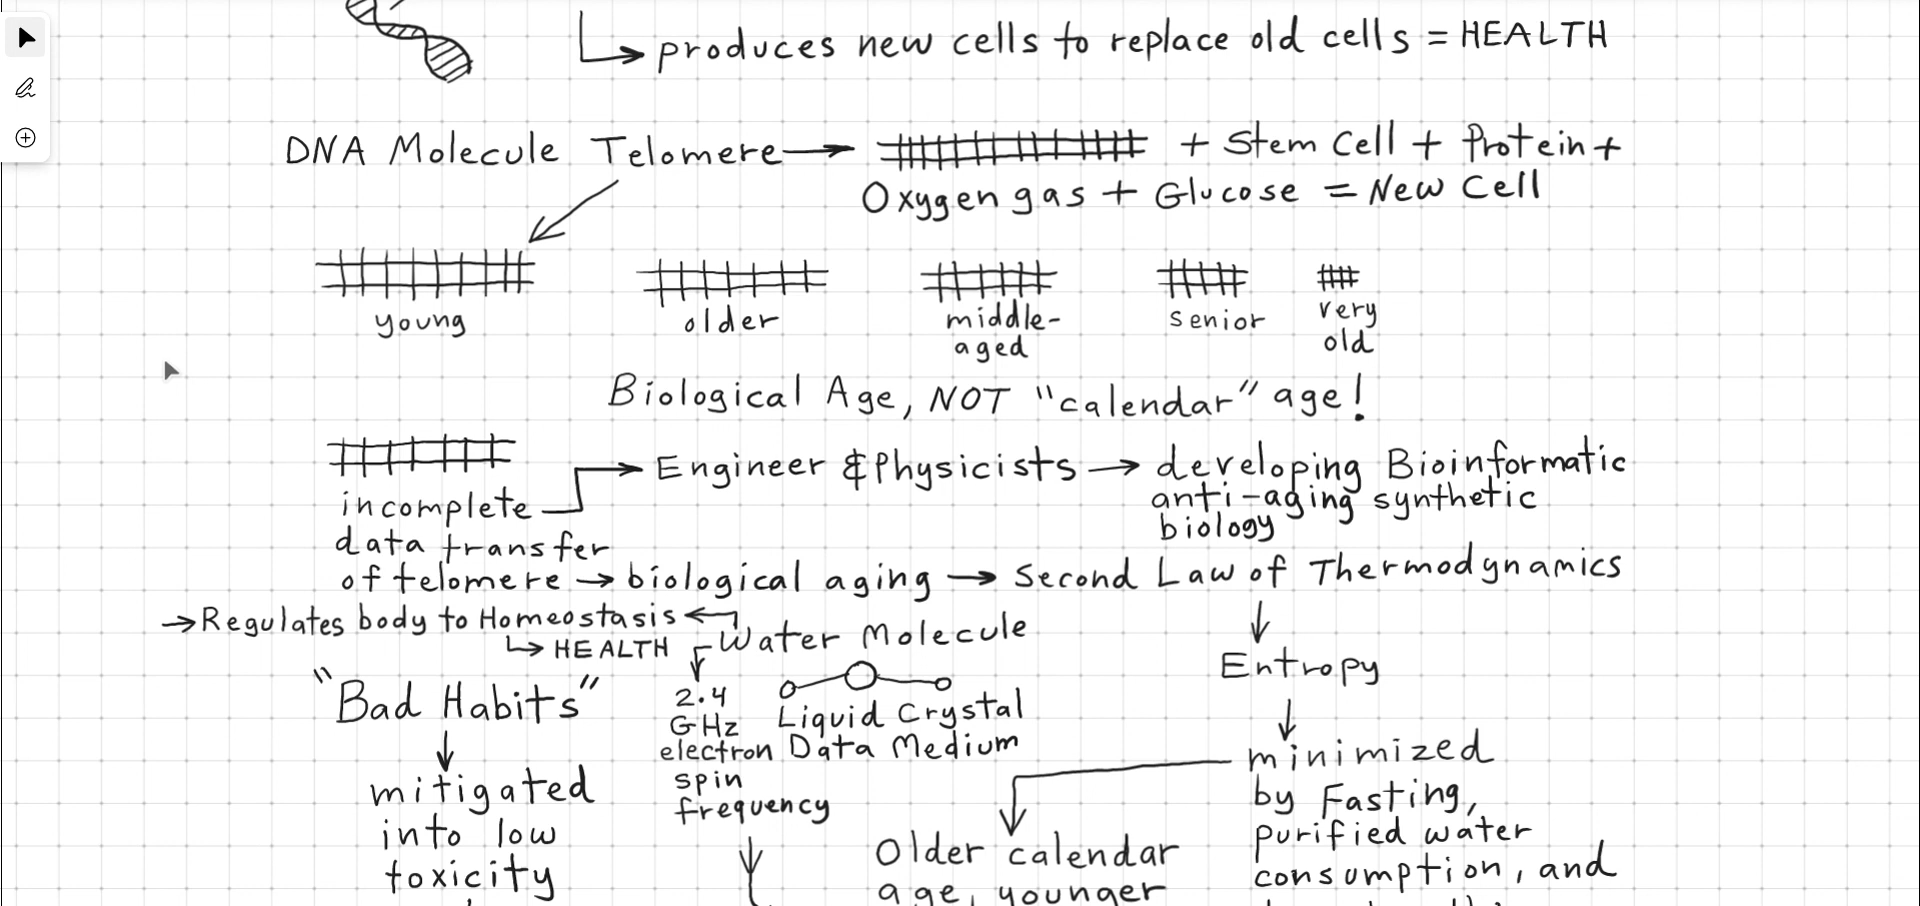 produces new cells to replace old cells = HEALTH
DNA Molecule Telomere → + Stem Cell + Protein +
Oxygen gas + Glucose = New Cell
young
older
middle-
aged
senior
very
old
Biological Age, NOT "calendar" age!
incomplete
data transfer
of telomere → biological aging → Second Law of Thermodynamics
Engineer & Physicists → developing Bioinformatic
anti-aging synthetic
biology
→ Regulates body to Homeostasis ←
↳ HEALTH
Water Molecule
"Bad Habits"
↓
mitigated
into low
toxicity
2.4
GHz
electron
spin
frequency
Liquid Crystal
Data Medium
↓
Entropy
↓
minimized
by Fasting,
purified water
consumption, and
Older calendar
age, younger